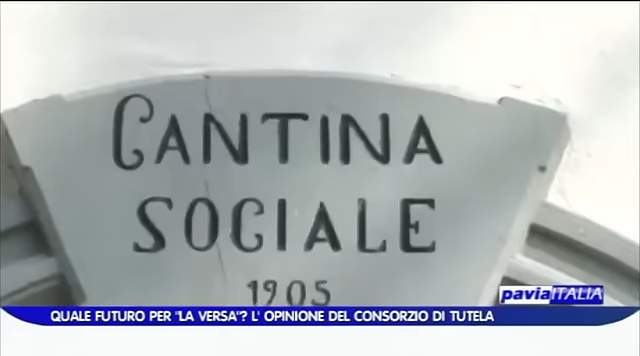 CANTINA
SOCIALE
1905
paviaITALIA
QUALE FUTURO PER "LA VERSA"? L' OPINIONE DEL CONSORZIO DI TUTELA